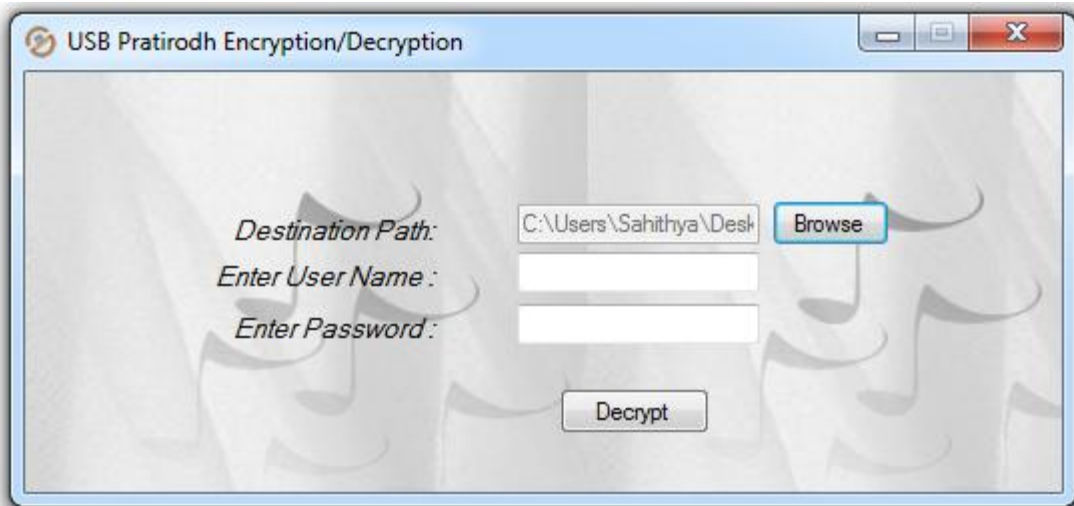 USB Pratirodh Encryption/Decryption
Destination Path: C:\Users\Sahithya\Desk Browse
Enter User Name :
Enter Password :
Decrypt